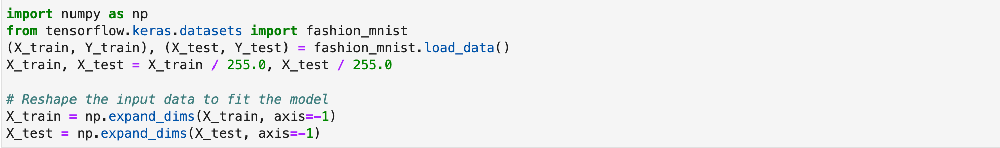 import numpy as np
from tensorflow.keras.datasets import fashion_mnist
(X_train, Y_train), (X_test, Y_test) = fashion_mnist.load_data()
X_train, X_test = X_train / 255.0, X_test / 255.0
# Reshape the input data to fit the model
X_train = np.expand_dims(X_train, axis=-1)
X_test = np.expand_dims(X_test, axis=-1)